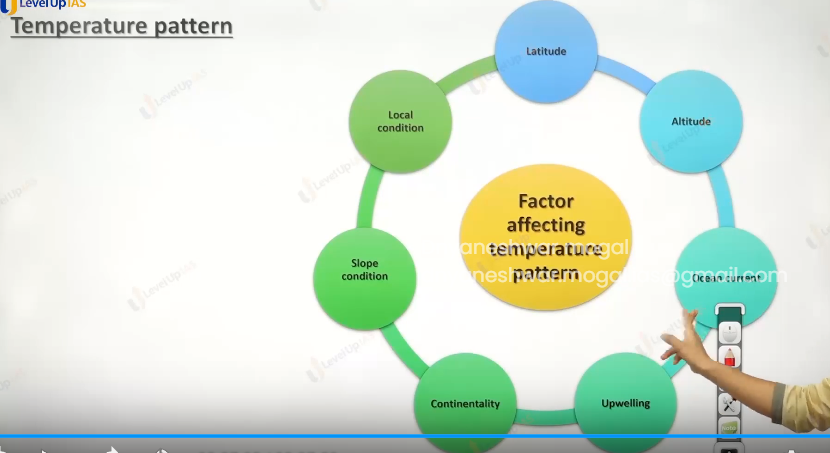 LevelUp IAS
Temperature pattern
Latitude
Local
condition
Altitude
Factor
affecting
temperature
pattern
Slope
condition
Ocean current
Continentality
Upwelling